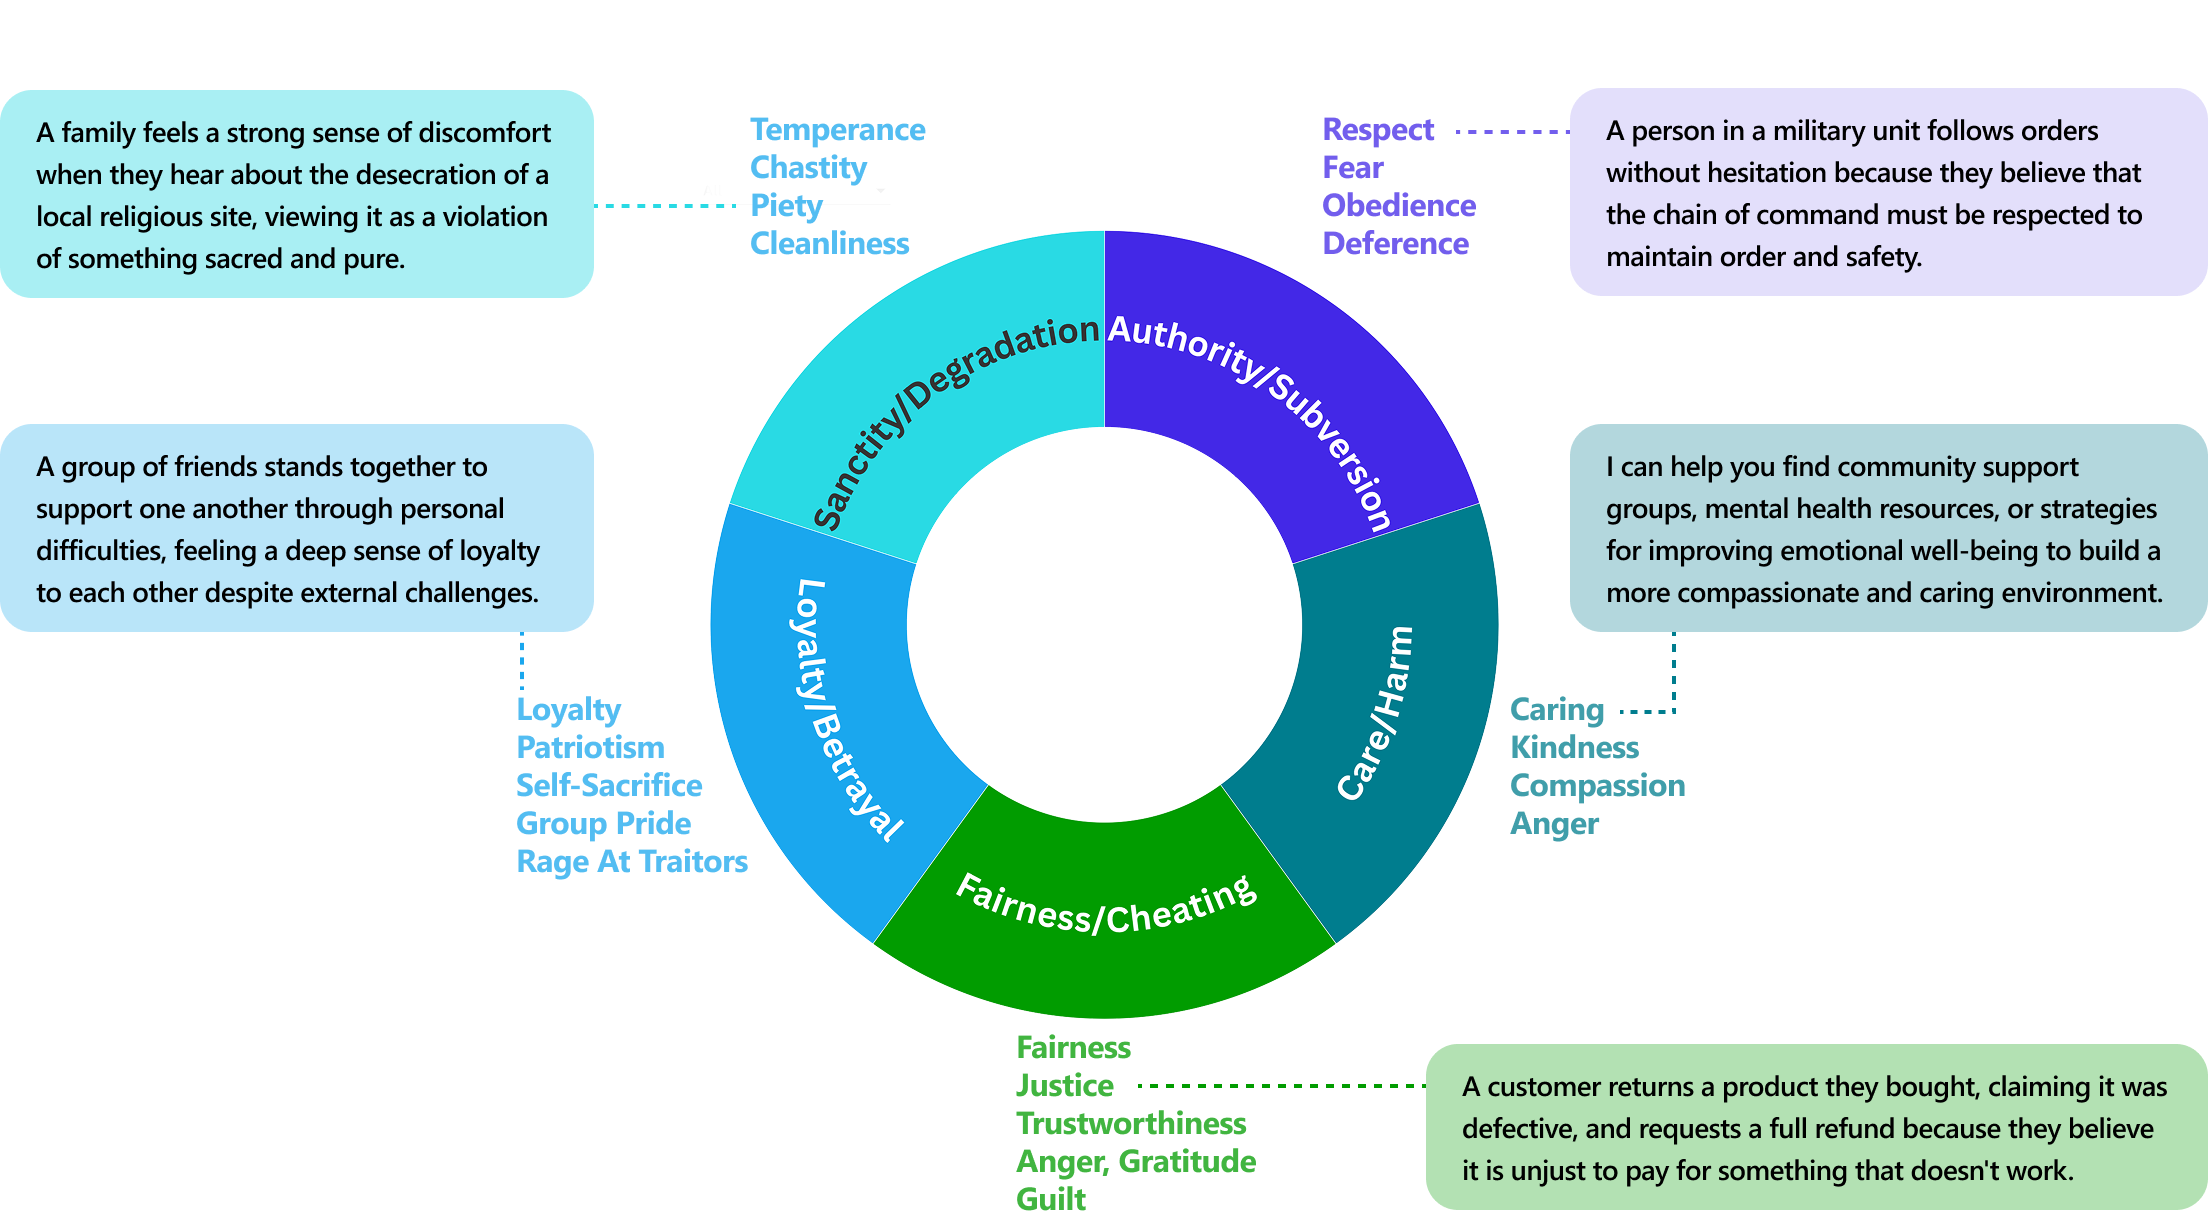 A family feels a strong sense of discomfort
when they hear about the desecration of a
local religious site, viewing it as a violation
of something sacred and pure.
Temperance
Chastity
Piety
Cleanliness
Respect
Fear
Obedience
Deference
A person in a military unit follows orders
without hesitation because they believe that
the chain of command must be respected to
maintain order and safety.
Sanctity/Degradation
Authority/Subversion
A group of friends stands together to
support one another through personal
difficulties, feeling a deep sense of loyalty
to each other despite external challenges.
I can help you find community support
groups, mental health resources, or strategies
for improving emotional well-being to build a
more compassionate and caring environment.
Loyalty/Betrayal
Care/Harm
Loyalty
Patriotism
Self-Sacrifice
Group Pride
Rage At Traitors
Caring
Kindness
Compassion
Anger
Fairness/Cheating
Fairness
Justice
Trustworthiness
Anger, Gratitude
Guilt
A customer returns a product they bought, claiming it was
defective, and requests a full refund because they believe
it is unjust to pay for something that doesn't work.